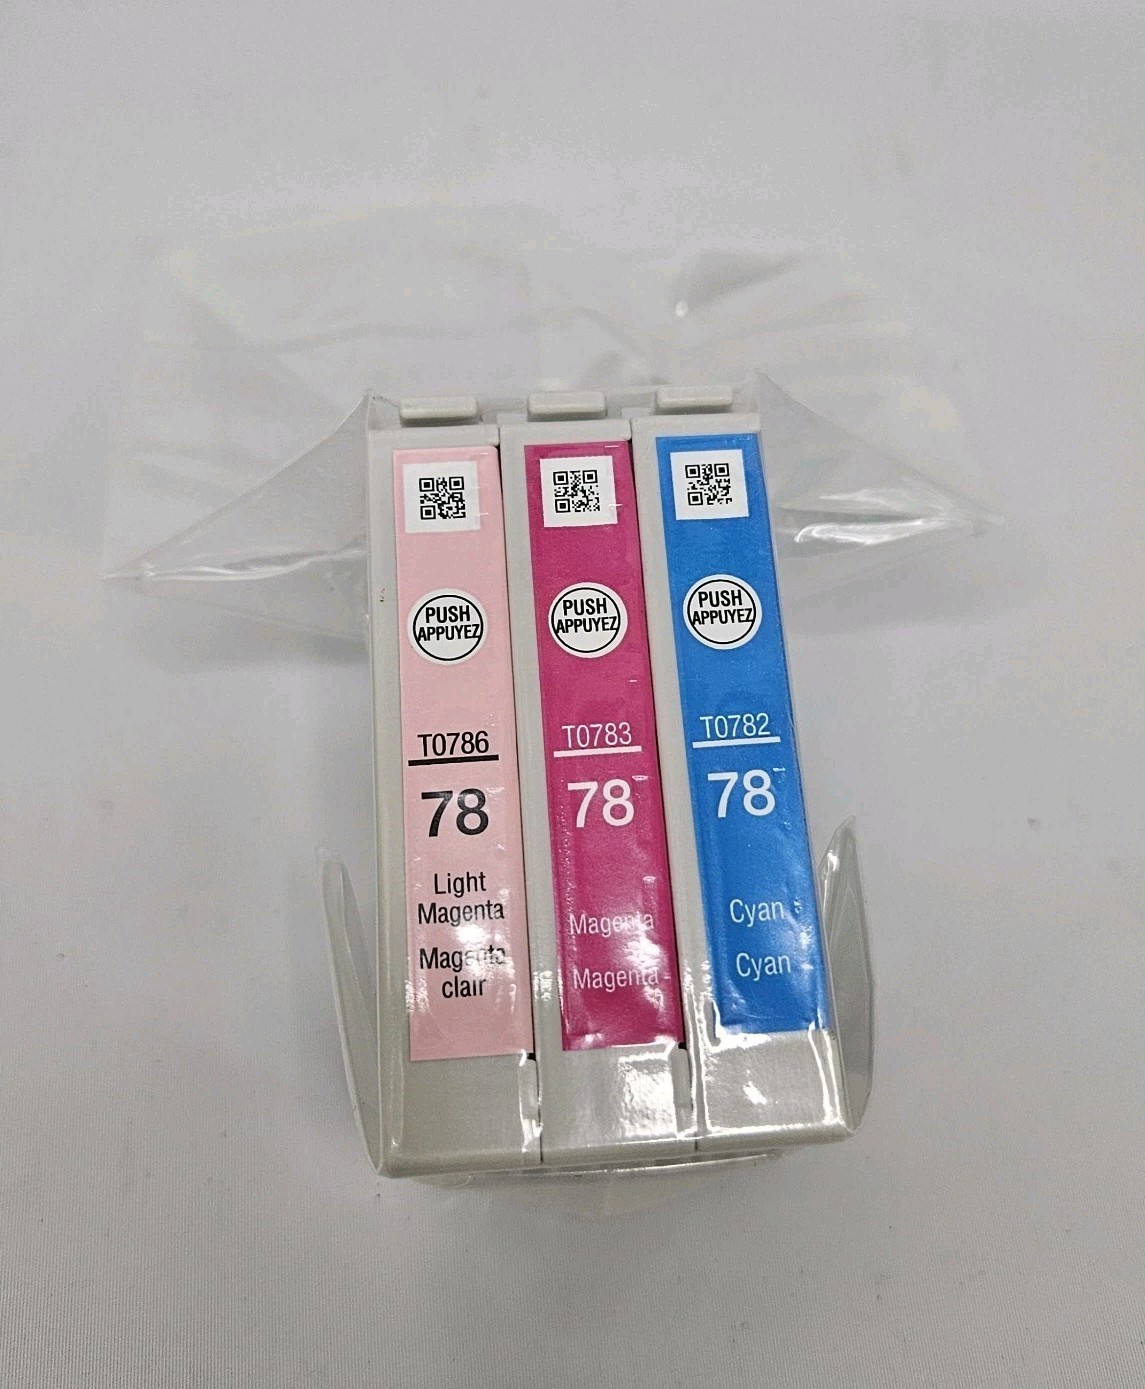 PUSH
APPUYEZ
T0786
78
Light
Magenta
Magenta
clair
PUSH
APPUYEZ
T0783
78
Magenta
Magenta
PUSH
APPUYEZ
T0782
78
Cyan
Cyan